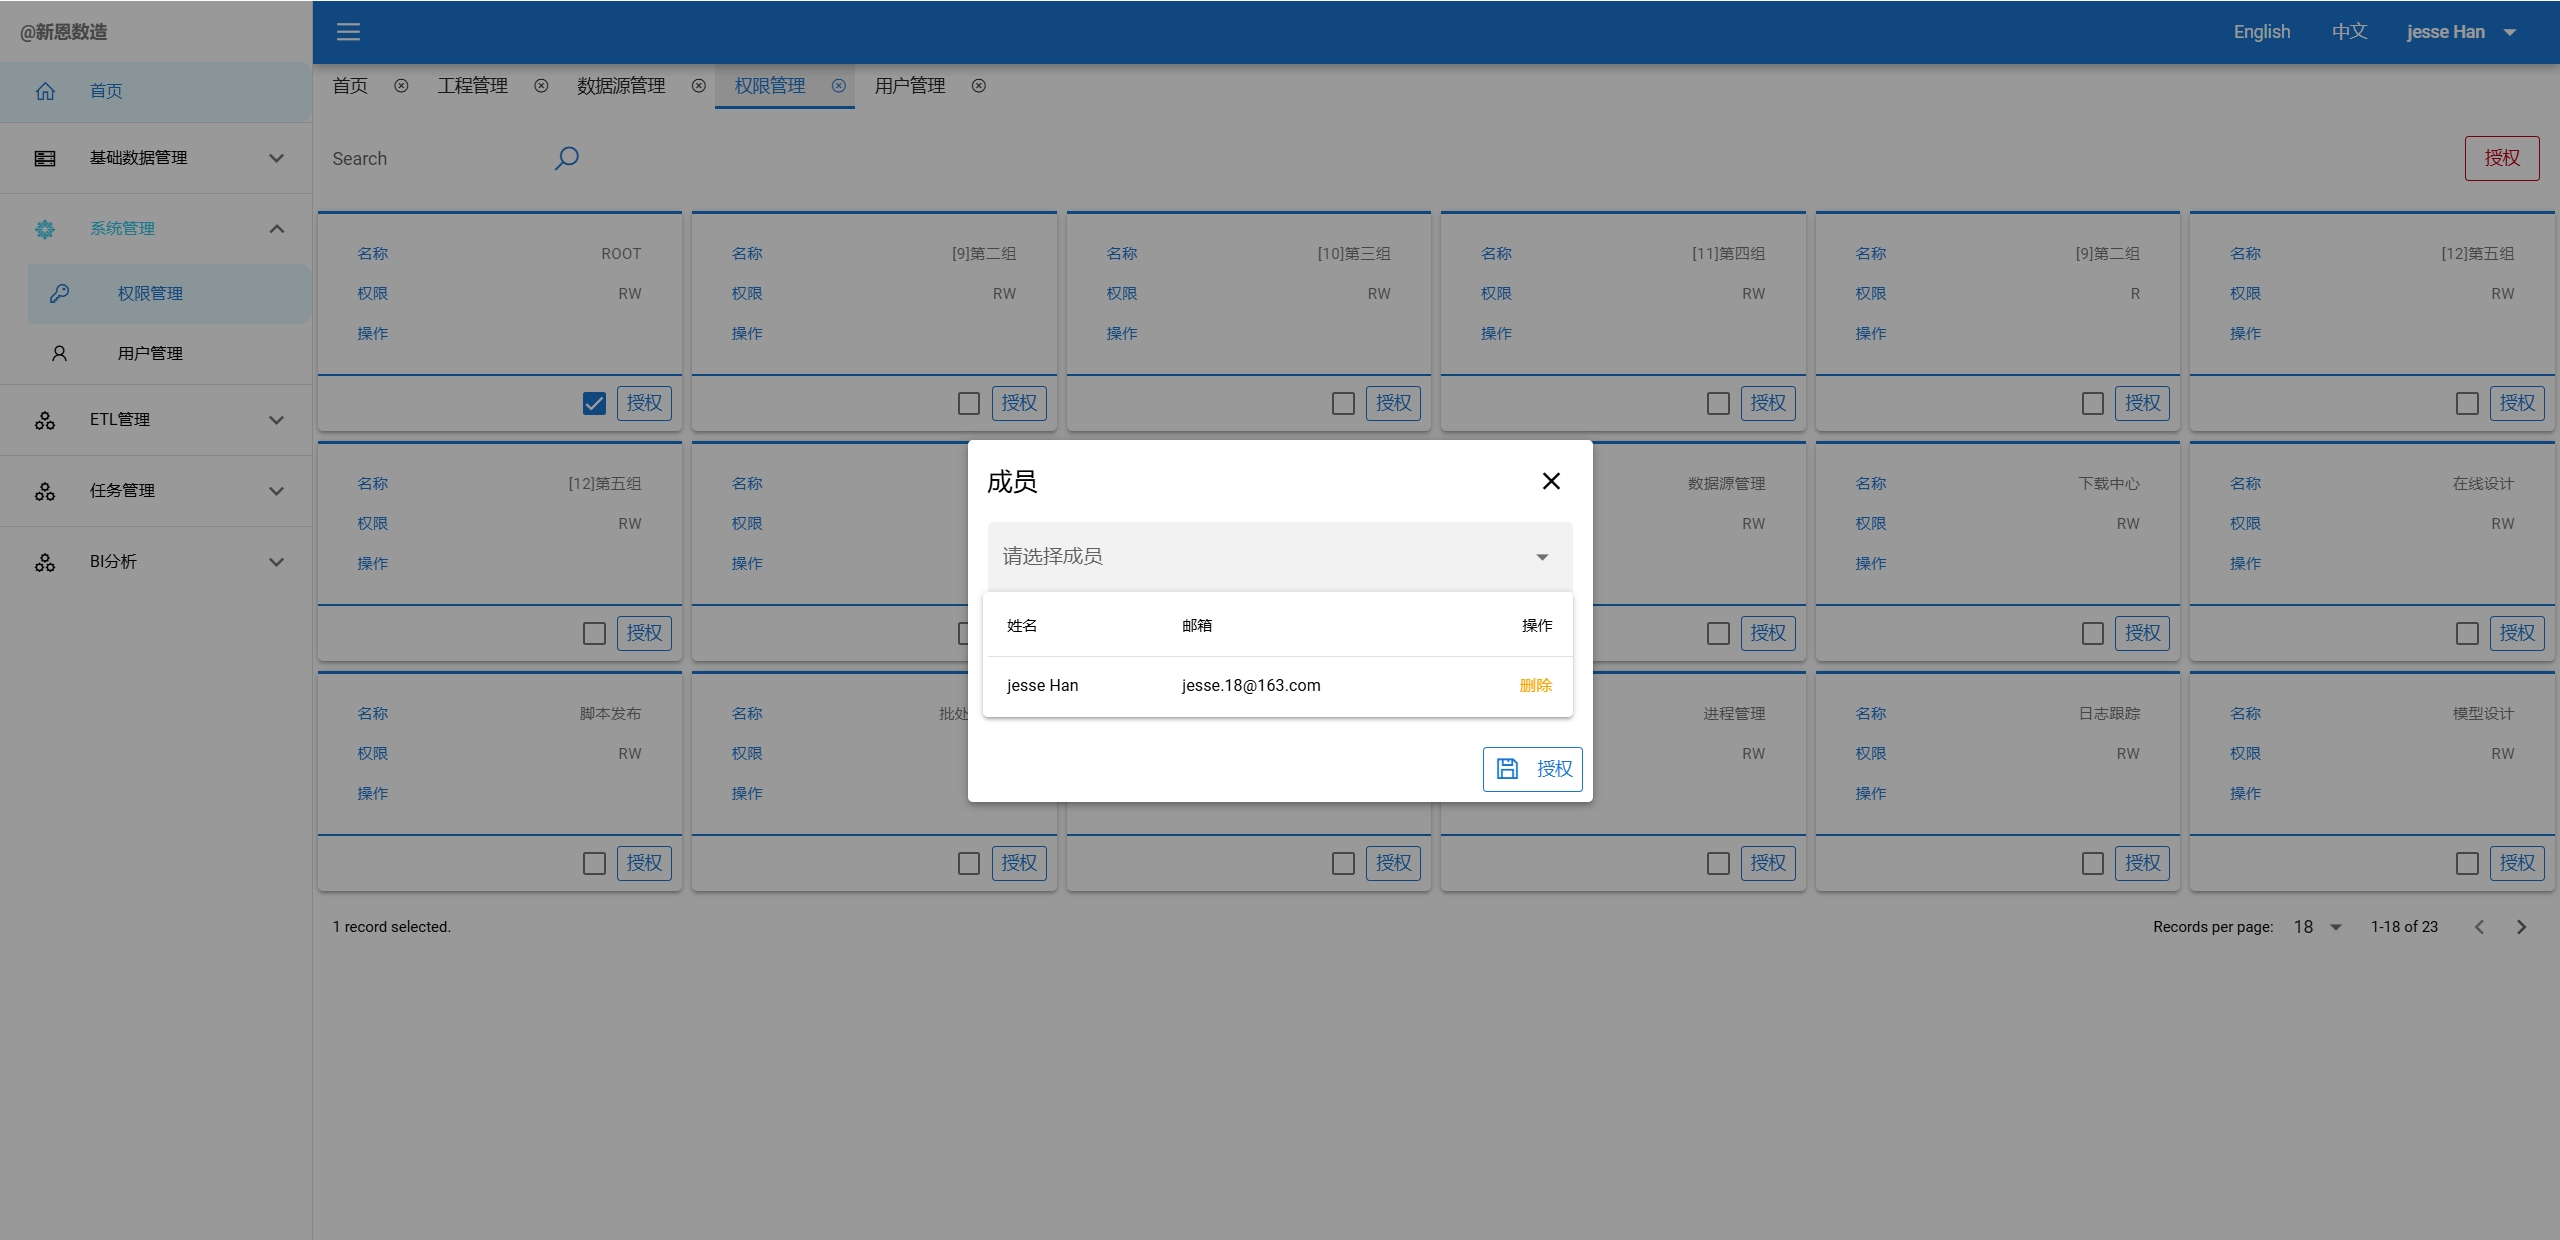 @新恩数造
English 中文 jesse Han
首页
基础数据管理
系统管理
权限管理
用户管理
ETL管理
任务管理
BI分析
首页 工程管理 数据源管理 权限管理 用户管理
Search
授权
名称 ROOT
权限 RW
操作
授权
名称 [9]第二组
权限 RW
操作
授权
名称 [10]第三组
权限 RW
操作
授权
名称 [11]第四组
权限 RW
操作
授权
名称 [9]第二组
权限 R
操作
授权
名称 [12]第五组
权限 RW
操作
授权
名称 [12]第五组
权限 RW
操作
授权
名称
权限
操作
数据源管理
RW
授权
名称 下载中心
权限 RW
操作
授权
名称 在线设计
权限 RW
操作
授权
名称 脚本发布
权限 RW
操作
授权
名称 批处
权限
操作
授权
授权
进程管理
RW
授权
名称 日志跟踪
权限 RW
操作
授权
名称 模型设计
权限 RW
操作
授权
成员
请选择成员
姓名 邮箱 操作
jesse Han jesse.18@163.com 删除
授权
1 record selected.
Records per page: 18 1-18 of 23